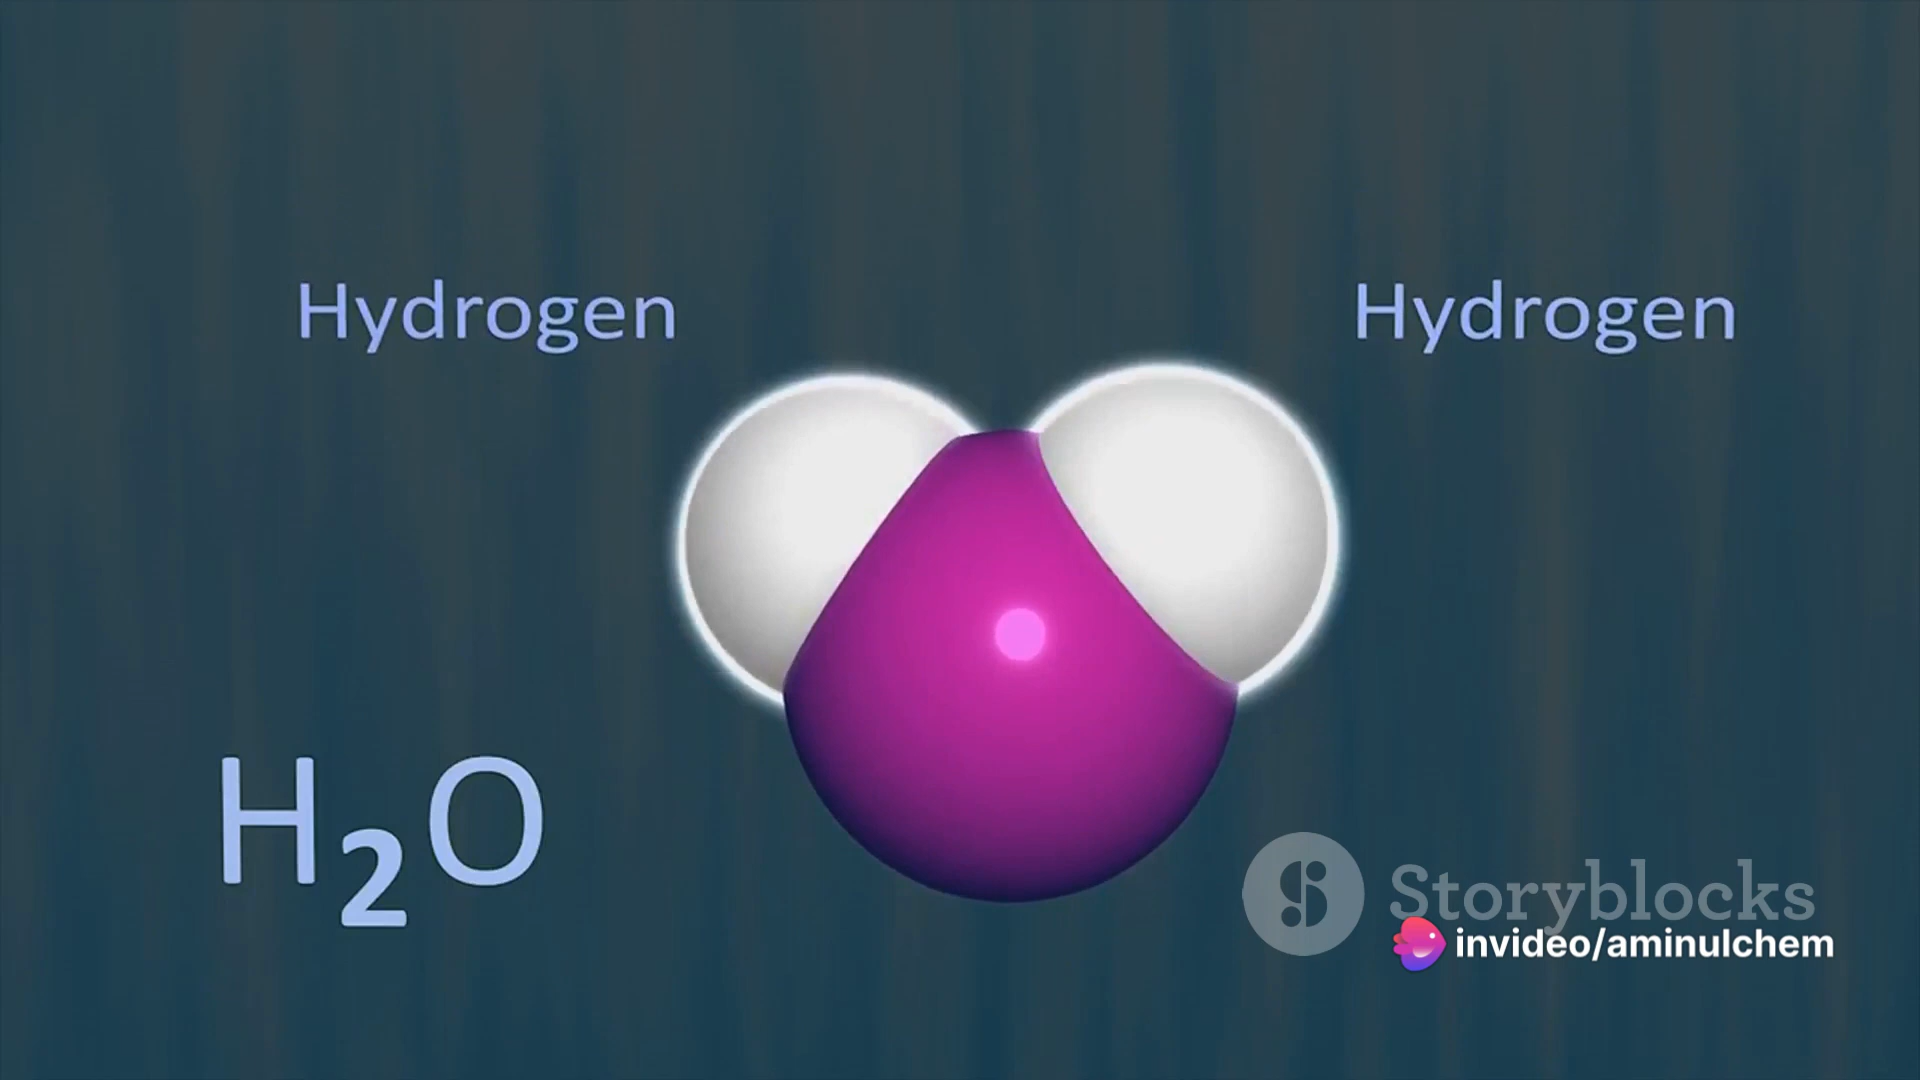 Hydrogen
Hydrogen
H₂O
Storyblocks
invideo/aminulchem